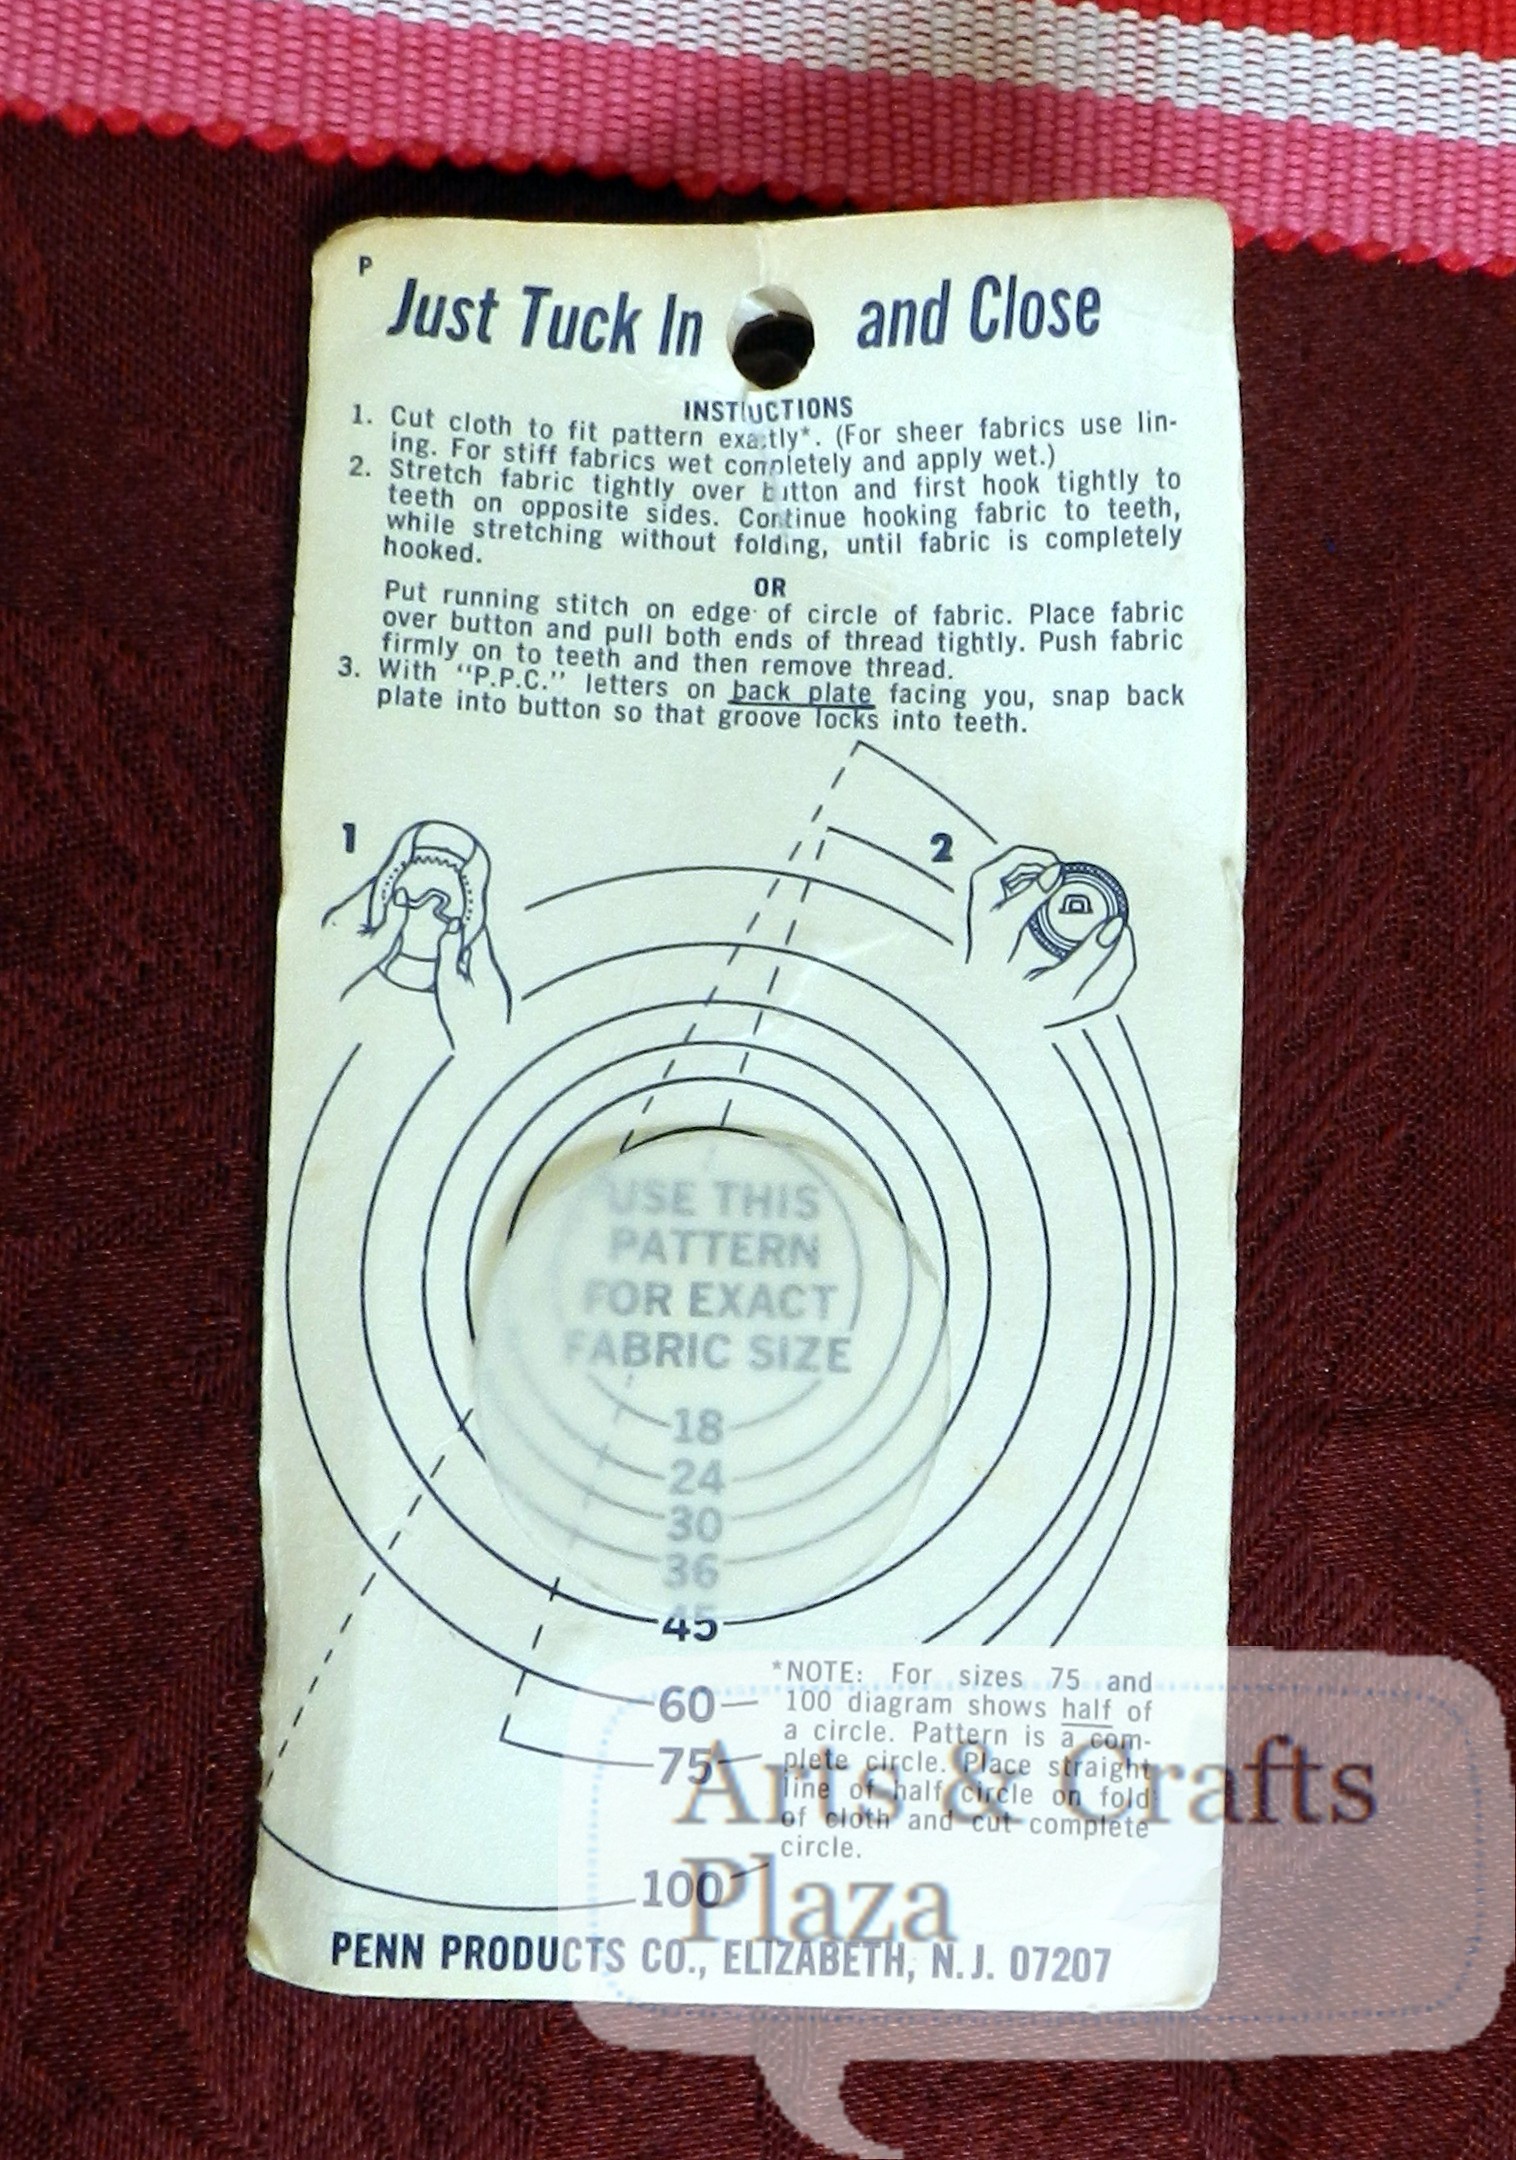 P
Just Tuck In and Close
INSTRUCTIONS
1. Cut cloth to fit pattern exactly*. (For sheer fabrics use lin-
ing. For stiff fabrics wet completely and apply wet.)
2. Stretch fabric tightly over button and first hook tightly to
teeth on opposite sides. Continue hooking fabric to teeth,
while stretching without folding, until fabric is completely
hooked.
OR
Put running stitch on edge of circle of fabric. Place fabric
over button and pull both ends of thread tightly. Push fabric
firmly on to teeth and then remove thread.
3. With "P.P.C." letters on back plate facing you, snap back
plate into button so that groove locks into teeth.
1
2
USE THIS
PATTERN
FOR EXACT
FABRIC SIZE
18
24
30
36
45
60
75
100
*NOTE: For sizes 75 and
100 diagram shows half of
a circle. Pattern is a com-
plete circle. Place straight
line of half circle on fold
of cloth and cut complete
circle.
Arts & Crafts
Plaza
PENN PRODUCTS CO., ELIZABETH, N.J. 07207